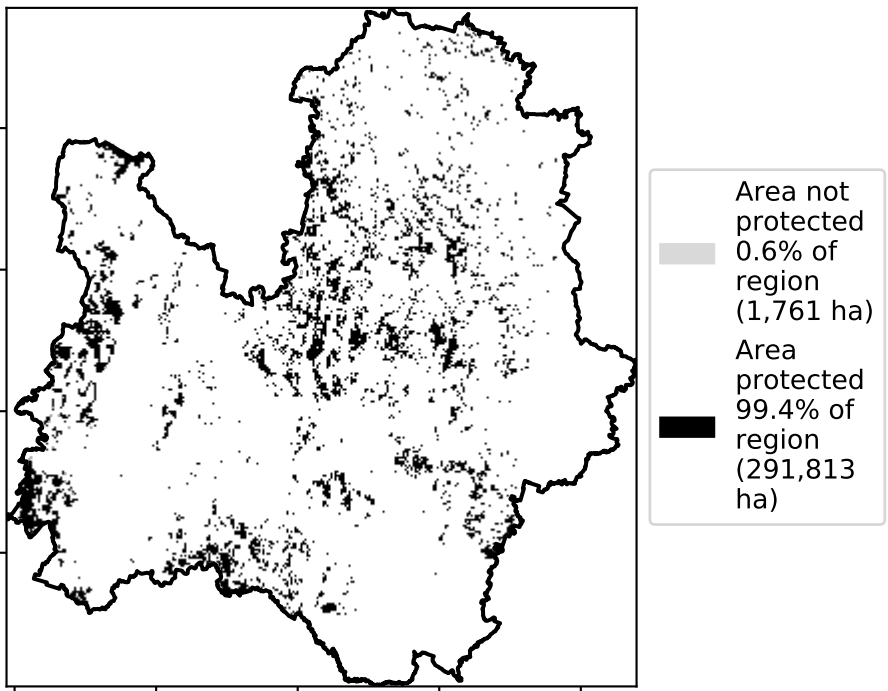 Area not
protected
0.6% of
region
(1,761 ha)
Area
protected
99.4% of
region
(291,813
ha)